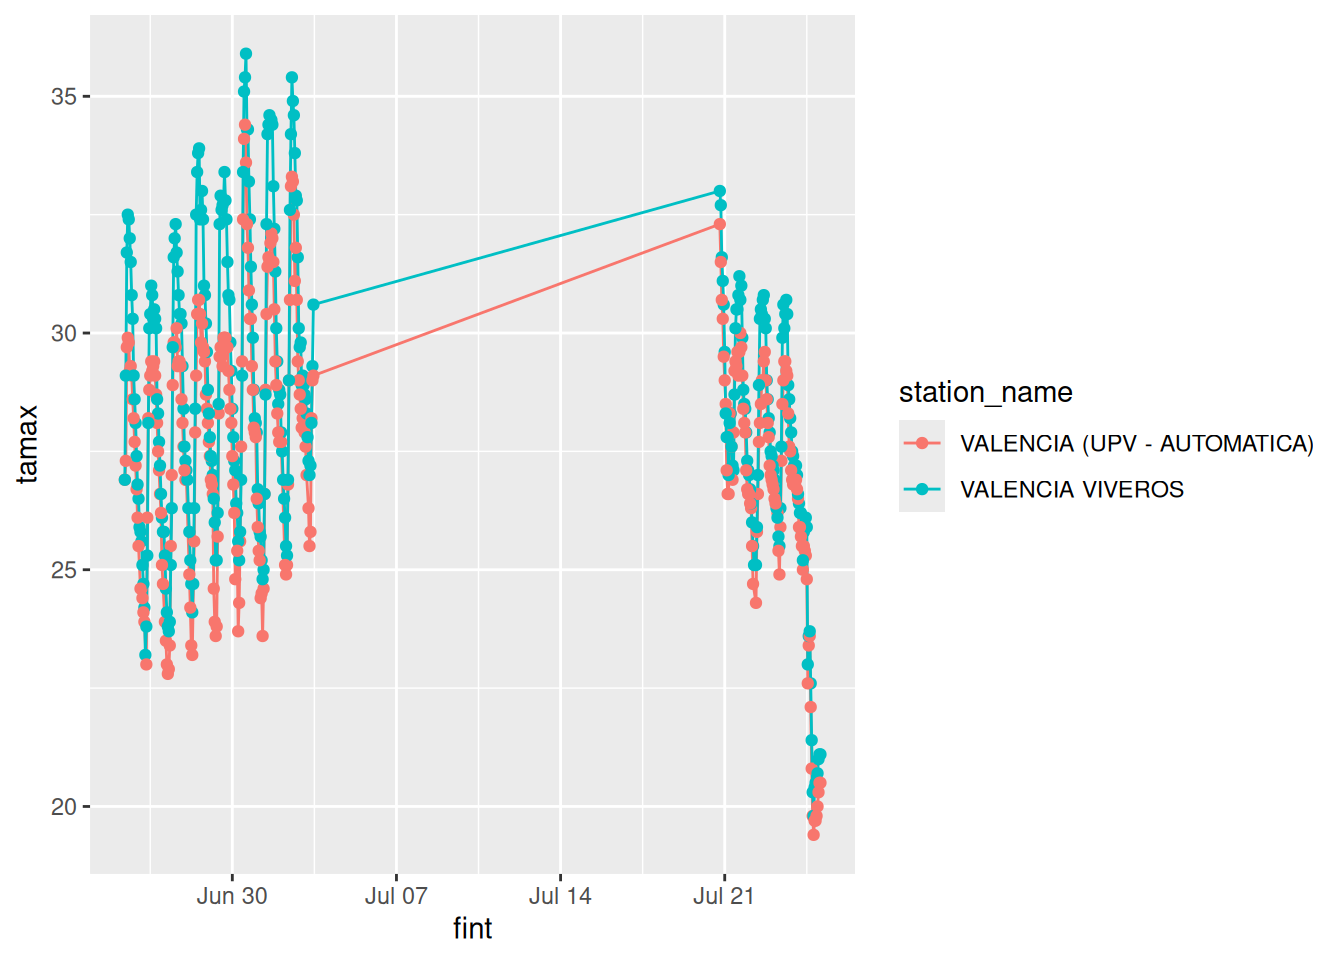 35
30
25
20
tamax
Jun 30
Jul 07
Jul 14
Jul 21
fint
station_name
VALENCIA (UPV - AUTOMATICA)
VALENCIA VIVEROS